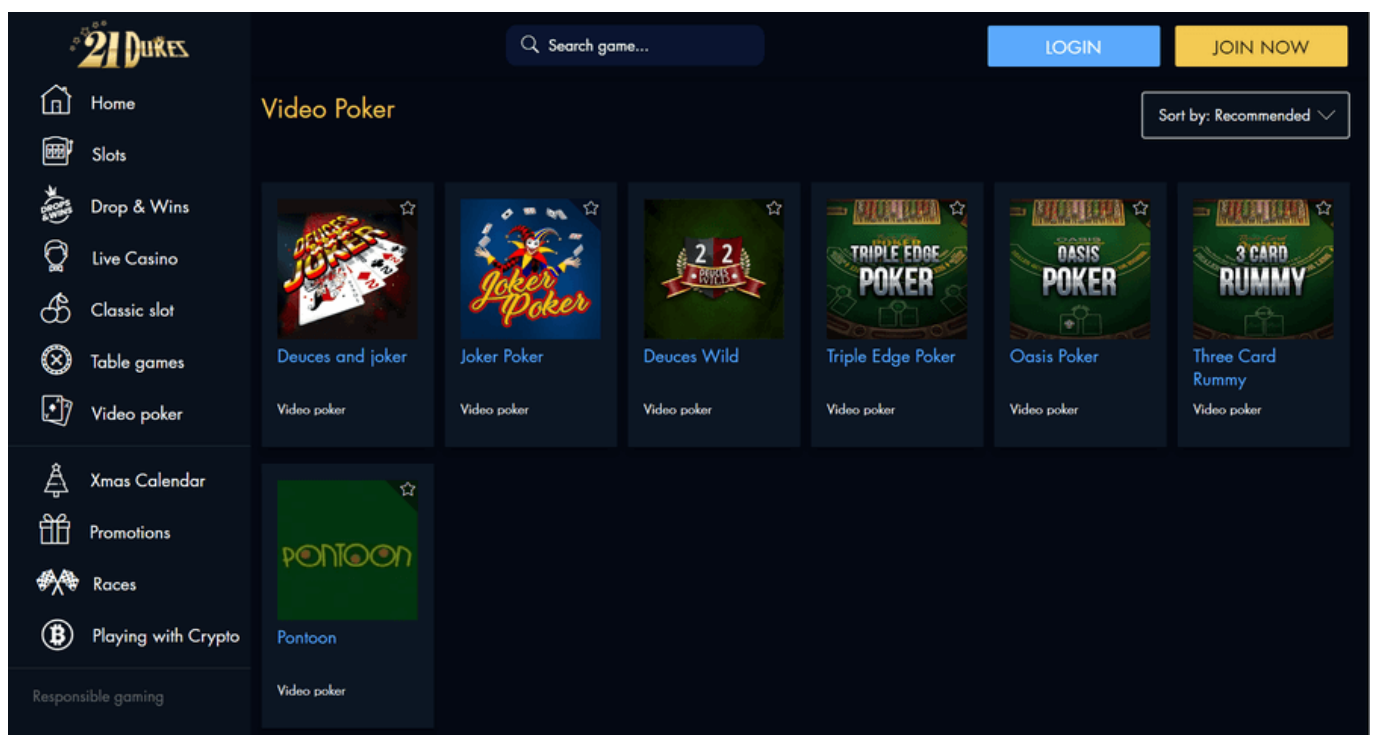 21 DUKES
Search game...
LOGIN
JOIN NOW
Home
Slots
DROPS
&WINS
Drop & Wins
Live Casino
Classic slot
Table games
Video poker
Xmas Calendar
Promotions
Races
Playing with Crypto
Responsible gaming
Video Poker
Sort by: Recommended
DEUCES
JOKER
Deuces and joker
Video poker
Joker
Poker
Joker Poker
Video poker
2 2
DEUCES
WILD
Deuces Wild
Video poker
TRIPLE EDGE
POKER
Triple Edge Poker
Video poker
OASIS
POKER
Oasis Poker
Video poker
3 CARD
RUMMY
Three Card
Rummy
Video poker
PONTOON
Pontoon
Video poker